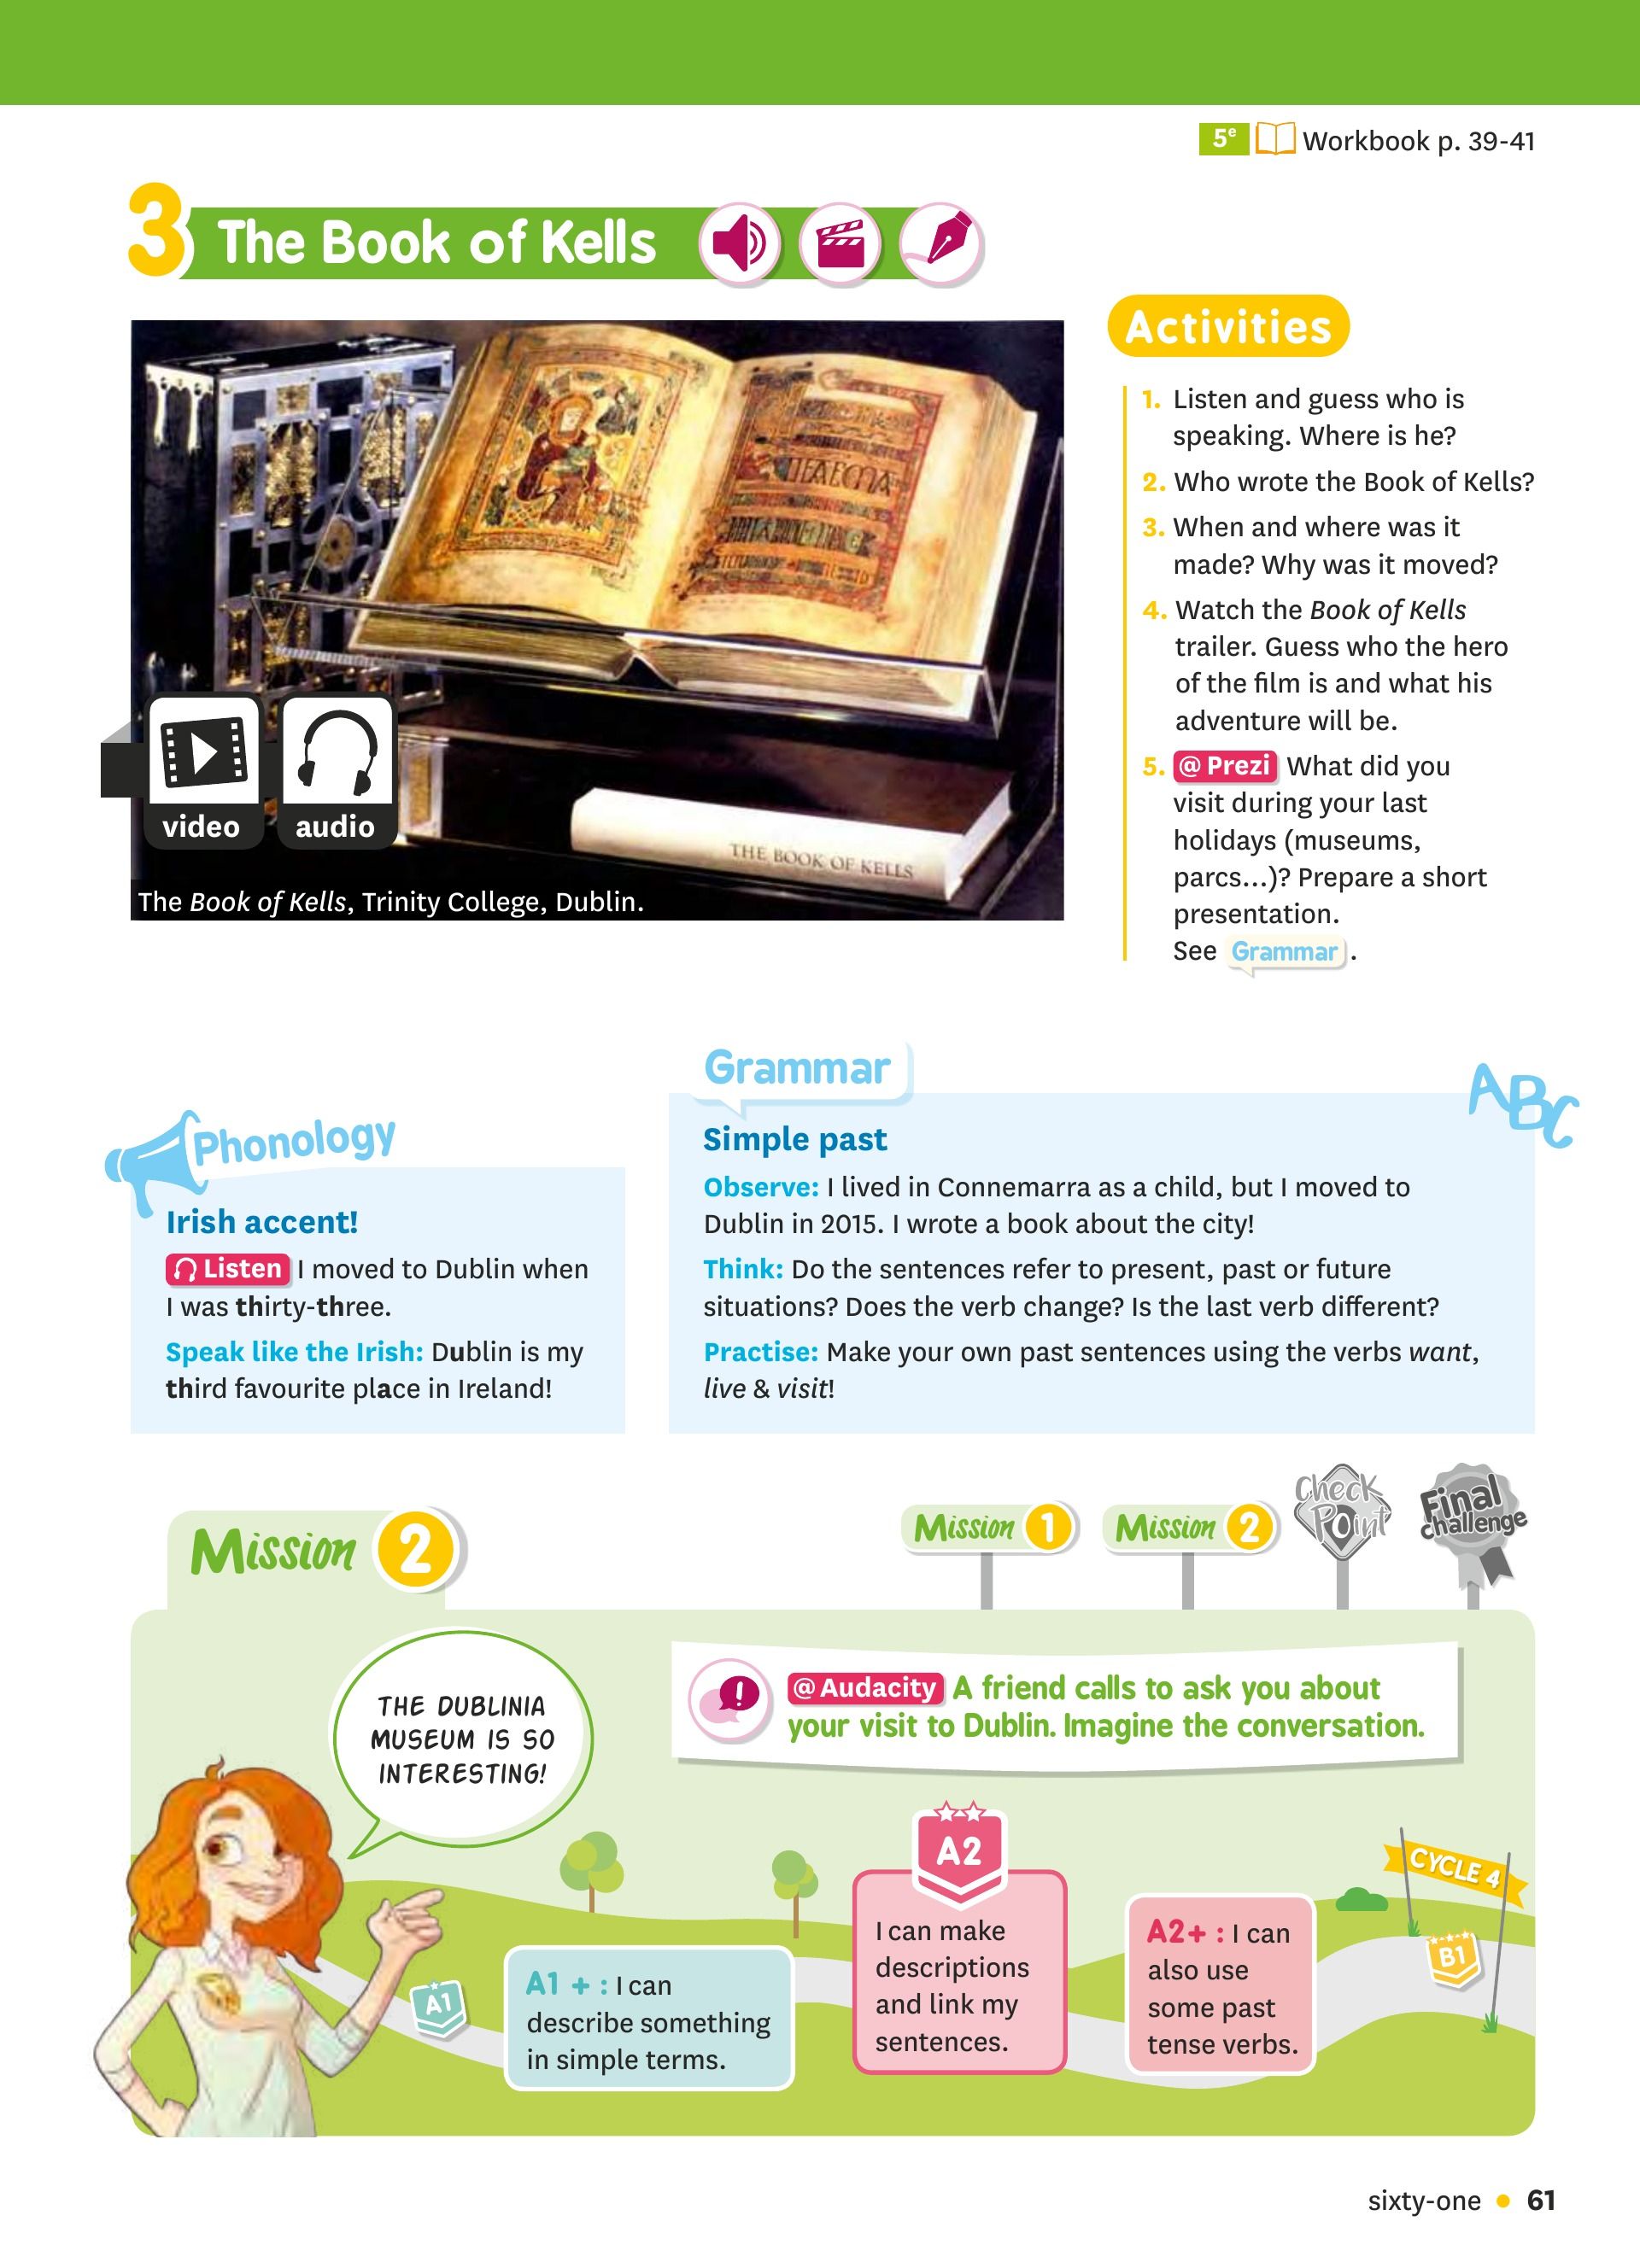 5e Workbook p. 39-41
3 The Book of Kells
THE BOOK OF KELLS
video audio
The Book of Kells, Trinity College, Dublin.
Activities
1. Listen and guess who is
speaking. Where is he?
2. Who wrote the Book of Kells?
3. When and where was it
made? Why was it moved?
4. Watch the Book of Kells
trailer. Guess who the hero
of the film is and what his
adventure will be.
5. @ Prezi What did you
visit during your last
holidays (museums,
parcs...)? Prepare a short
presentation.
See Grammar.
Phonology
Irish accent!
Listen I moved to Dublin when
I was thirty-three.
Speak like the Irish: Dublin is my
third favourite place in Ireland!
Grammar
ABC
Simple past
Observe: I lived in Connemarra as a child, but I moved to
Dublin in 2015. I wrote a book about the city!
Think: Do the sentences refer to present, past or future
situations? Does the verb change? Is the last verb different?
Practise: Make your own past sentences using the verbs want,
live & visit!
Mission 2
Mission 1
Mission 2
Check
Point
Final
challenge
THE DUBLINIA
MUSEUM IS SO
INTERESTING!
@ Audacity A friend calls to ask you about
your visit to Dublin. Imagine the conversation.
A1
A1 + : I can
describe something
in simple terms.
A2
I can make
descriptions
and link my
sentences.
A2+ : I can
also use
some past
tense verbs.
CYCLE 4
B1
sixty-one • 61